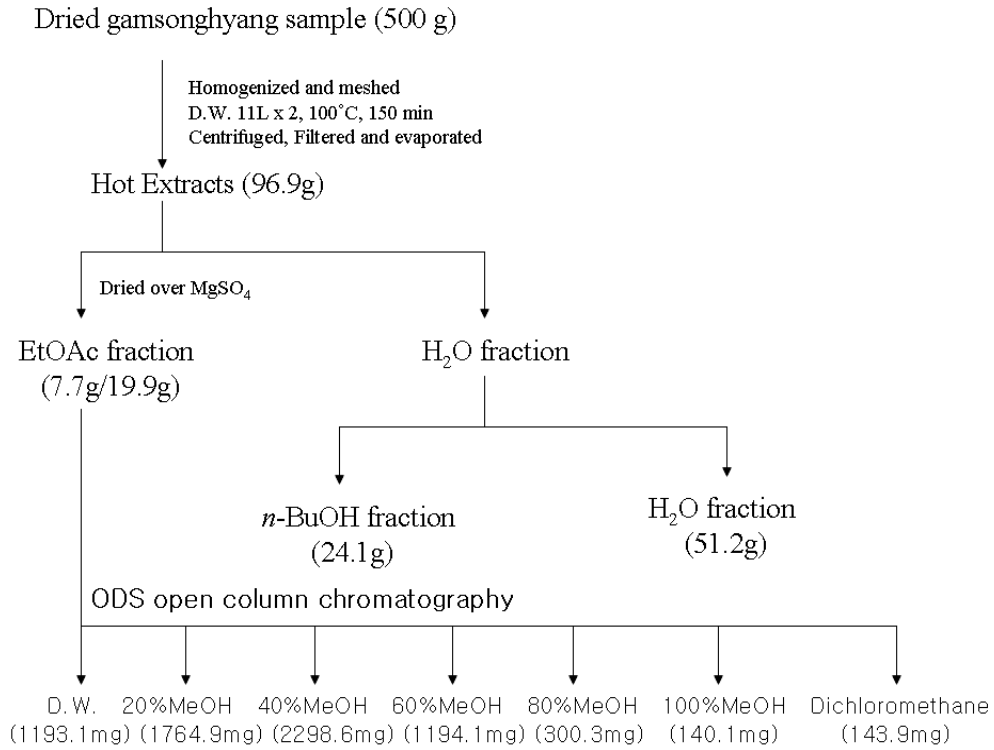 Dried gamsonghyang sample (500 g)
Homogenized and meshed
D.W. 11L x 2, 100˚C, 150 min
Centrifuged, Filtered and evaporated
Hot Extracts (96.9g)
Dried over MgSO₄
EtOAc fraction
(7.7g/19.9g)
H₂O fraction
n-BuOH fraction
(24.1g)
H₂O fraction
(51.2g)
ODS open column chromatography
D.W. 20%MeOH 40%MeOH 60%MeOH 80%MeOH 100%MeOH Dichloromethane
(1193.1mg) (1764.9mg) (2298.6mg) (1194.1mg) (300.3mg) (140.1mg) (143.9mg)